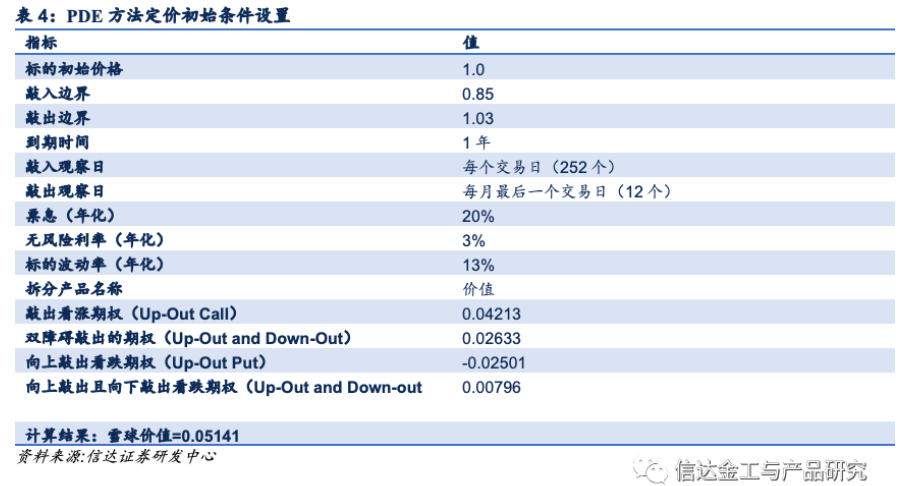 表 4：PDE 方法定价初始条件设置
指标 值
标的初始价格 1.0
敲入边界 0.85
敲出边界 1.03
到期时间 1 年
敲入观察日 每个交易日（252 个）
敲出观察日 每月最后一个交易日（12 个）
票息（年化） 20%
无风险利率（年化） 3%
标的波动率（年化） 13%
拆分产品名称 价值
敲出看涨期权（Up-Out Call） 0.04213
双障碍敲出的期权（Up-Out and Down-Out） 0.02633
向上敲出看跌期权（Up-Out Put） -0.02501
向上敲出且向下敲出看跌期权（Up-Out and Down-out 0.00796
计算结果：雪球价值=0.05141
资料来源:信达证券研发中心
信达金工与产品研究